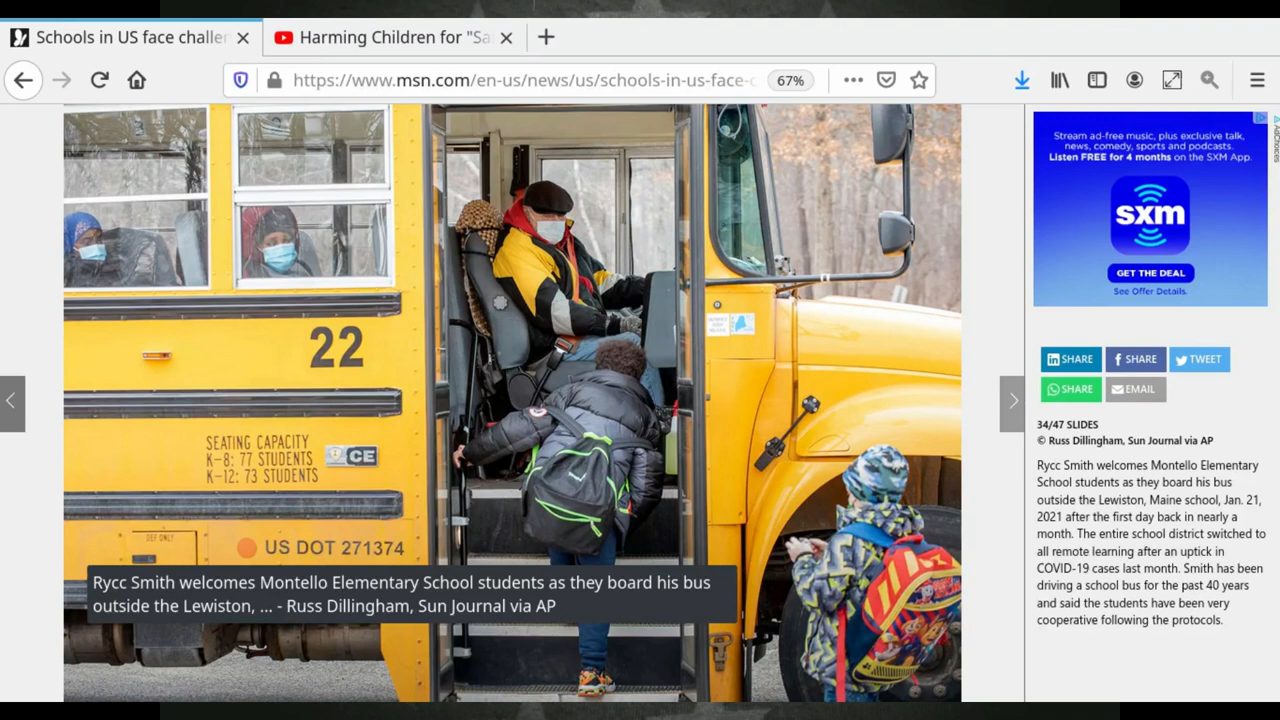 Schools in US face challen
Harming Children for "Sa
https://www.msn.com/en-us/news/us/schools-in-us-face-c
67%
22
SEATING CAPACITY
K-8: 77 STUDENTS
K-12: 73 STUDENTS
CE
DEF ONLY
US DOT 271374
Rycc Smith welcomes Montello Elementary School students as they board his bus
outside the Lewiston, ... - Russ Dillingham, Sun Journal via AP
AdChoices
Stream ad-free music, plus exclusive talk,
news, comedy, sports and podcasts.
Listen FREE for 4 months on the SXM App.
sxm
GET THE DEAL
See Offer Details.
in SHARE
f SHARE
TWEET
SHARE
EMAIL
34/47 SLIDES
© Russ Dillingham, Sun Journal via AP
Rycc Smith welcomes Montello Elementary
School students as they board his bus
outside the Lewiston, Maine school, Jan. 21,
2021 after the first day back in nearly a
month. The entire school district switched to
all remote learning after an uptick in
COVID-19 cases last month. Smith has been
driving a school bus for the past 40 years
and said the students have been very
cooperative following the protocols.